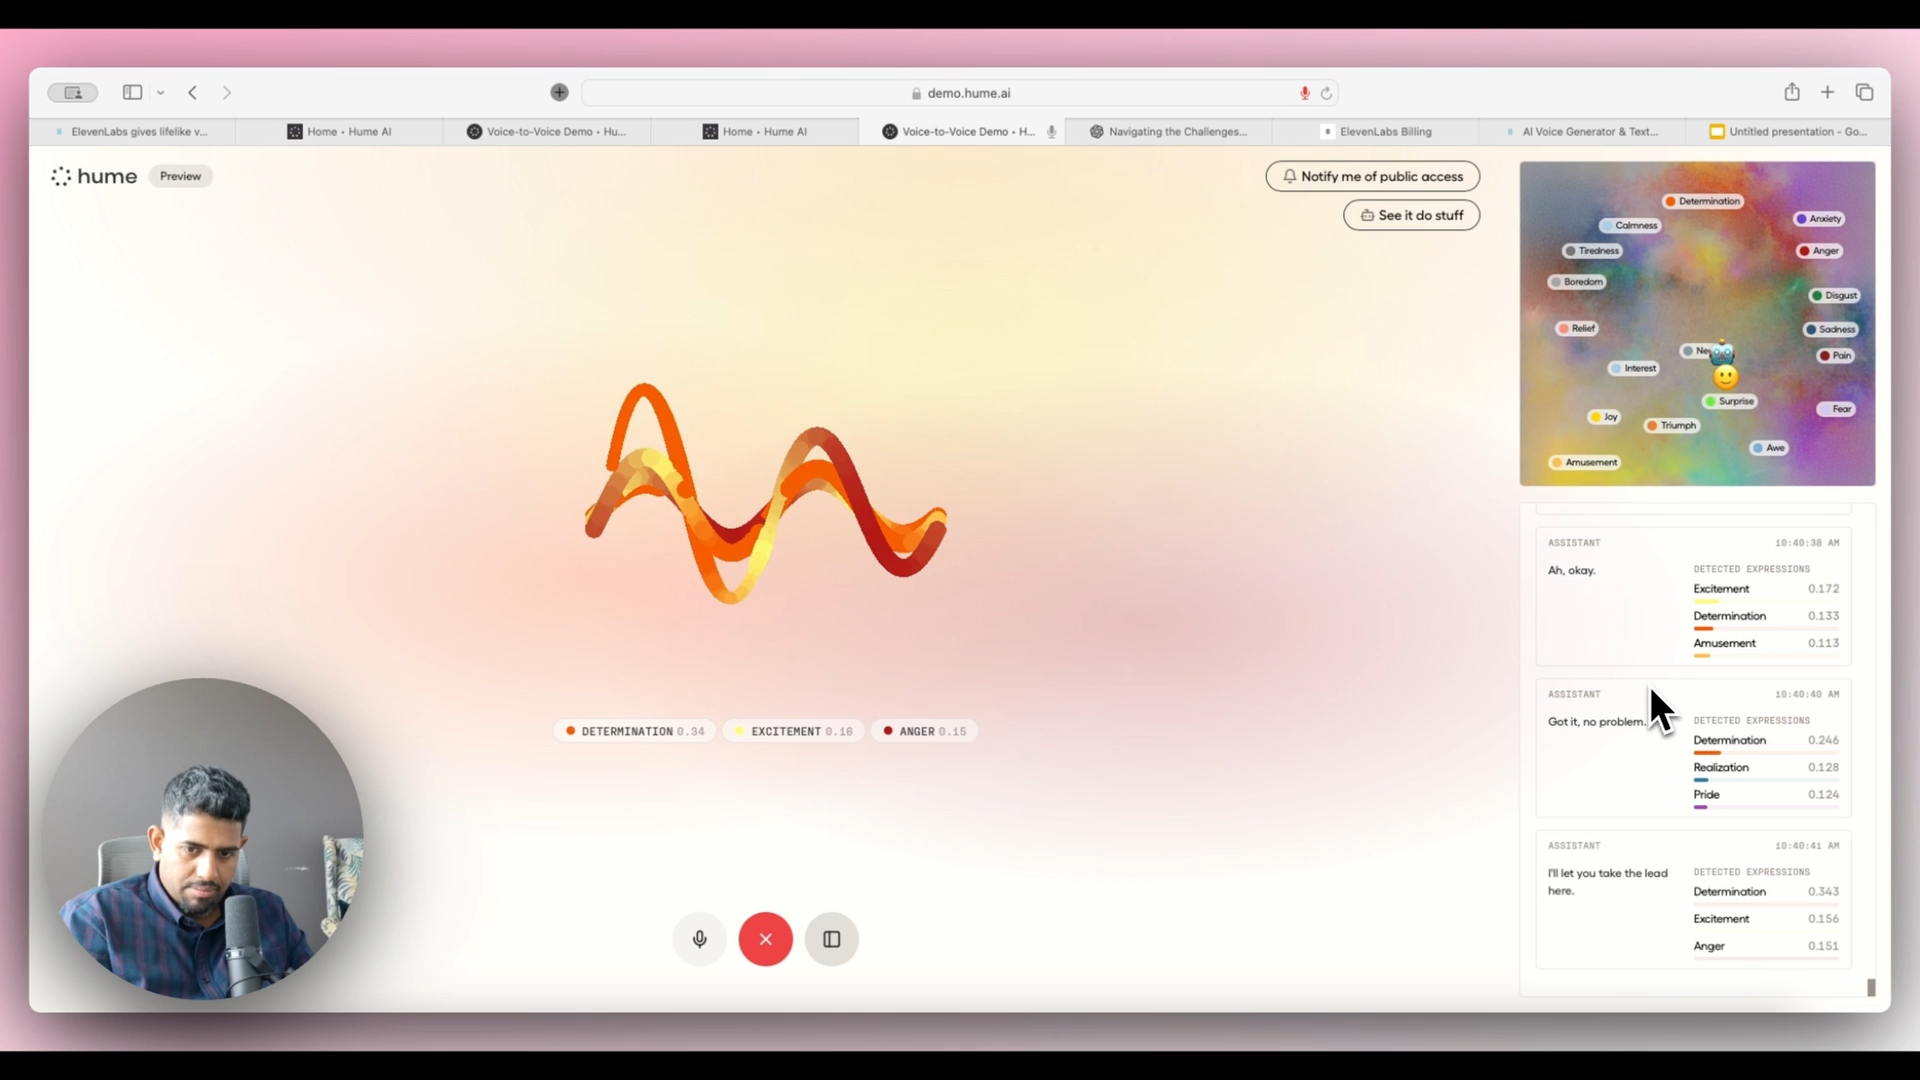 demo.hume.ai
ElevenLabs gives lifelike v...
Home • Hume AI
Voice-to-Voice Demo • Hu...
Home • Hume AI
Voice-to-Voice Demo • H...
Navigating the Challenges...
ElevenLabs Billing
AI Voice Generator & Text...
Untitled presentation - Go...
hume
Preview
Notify me of public access
See it do stuff
Determination
Calmness
Anxiety
Tiredness
Anger
Boredom
Disgust
Relief
Sadness
Pain
Interest
Surprise
Joy
Fear
Triumph
Awe
Amusement
DETERMINATION 0.34
EXCITEMENT 0.16
ANGER 0.15
ASSISTANT 10:40:38 AM
Ah, okay.
DETECTED EXPRESSIONS
Excitement 0.172
Determination 0.133
Amusement 0.113
ASSISTANT 10:40:40 AM
Got it, no problem.
DETECTED EXPRESSIONS
Determination 0.246
Realization 0.128
Pride 0.124
ASSISTANT 10:40:41 AM
I'll let you take the lead
here.
DETECTED EXPRESSIONS
Determination 0.343
Excitement 0.156
Anger 0.151